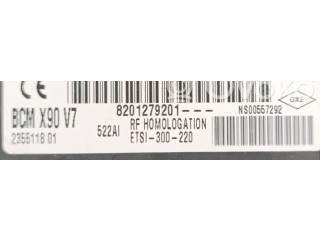 CE
BCM X90 V7
8201279201---
NS00557292
2355118 01
522AI
RF HOMOLOGATION
ETSI-300-220